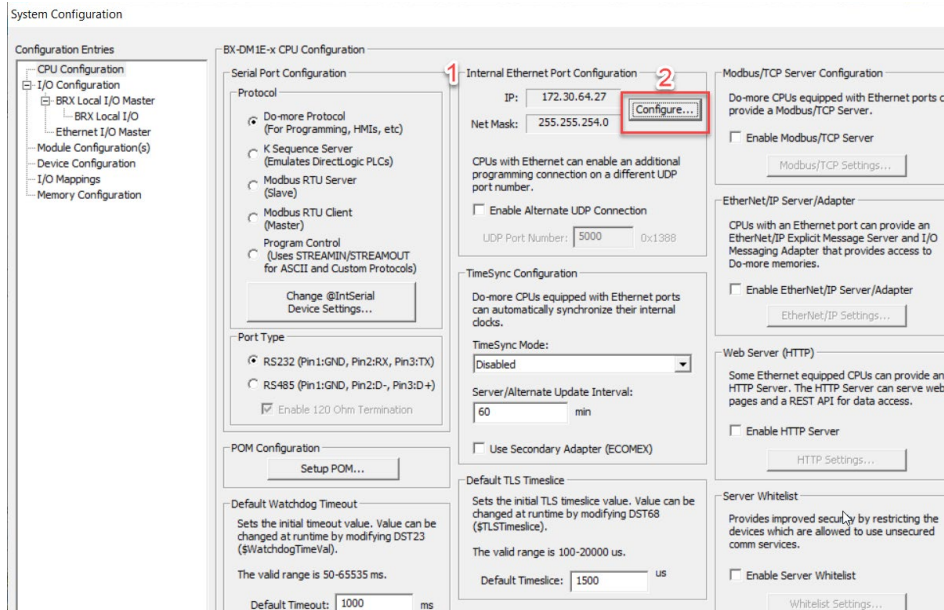 System Configuration
Configuration Entries
CPU Configuration
I/O Configuration
BRX Local I/O Master
BRX Local I/O
Ethernet I/O Master
Module Configuration(s)
Device Configuration
I/O Mappings
Memory Configuration
BX-DM1E-x CPU Configuration
Serial Port Configuration
Protocol
Do-more Protocol
(For Programming, HMIs, etc)
K Sequence Server
(Emulates DirectLogic PLCs)
Modbus RTU Server
(Slave)
Modbus RTU Client
(Master)
Program Control
(Uses STREAMIN/STREAMOUT
for ASCII and Custom Protocols)
Change @IntSerial
Device Settings...
Port Type
RS232 (Pin1:GND, Pin2:RX, Pin3:TX)
RS485 (Pin1:GND, Pin2:D-, Pin3:D+)
Enable 120 Ohm Termination
POM Configuration
Setup POM...
Default Watchdog Timeout
Sets the initial timeout value. Value can be
changed at runtime by modifying DST23
($WatchdogTimeVal).
The valid range is 50-65535 ms.
Default Timeout: 1000 ms
1
Internal Ethernet Port Configuration
2
IP: 172.30.64.27
Configure...
Net Mask: 255.255.254.0
CPUs with Ethernet can enable an additional
programming connection on a different UDP
port number.
Enable Alternate UDP Connection
UDP Port Number: 5000 0x1388
TimeSync Configuration
Do-more CPUs equipped with Ethernet ports
can automatically synchronize their internal
clocks.
TimeSync Mode:
Disabled
Server/Alternate Update Interval:
60 min
Use Secondary Adapter (ECOMEX)
Default TLS Timeslice
Sets the initial TLS timeslice value. Value can be
changed at runtime by modifying DST68
($TLSTimeslice).
The valid range is 100-20000 us.
Default Timeslice: 1500 us
Modbus/TCP Server Configuration
Do-more CPUs equipped with Ethernet ports c
provide a Modbus/TCP Server.
Enable Modbus/TCP Server
Modbus/TCP Settings...
EtherNet/IP Server/Adapter
CPUs with an Ethernet port can provide an
EtherNet/IP Explicit Message Server and I/O
Messaging Adapter that provides access to
Do-more memories.
Enable EtherNet/IP Server/Adapter
EtherNet/IP Settings...
Web Server (HTTP)
Some Ethernet equipped CPUs can provide an
HTTP Server. The HTTP Server can serve web
pages and a REST API for data access.
Enable HTTP Server
HTTP Settings...
Server Whitelist
Provides improved security by restricting the
devices which are allowed to use unsecured
comm services.
Enable Server Whitelist
Whitelist Settings...